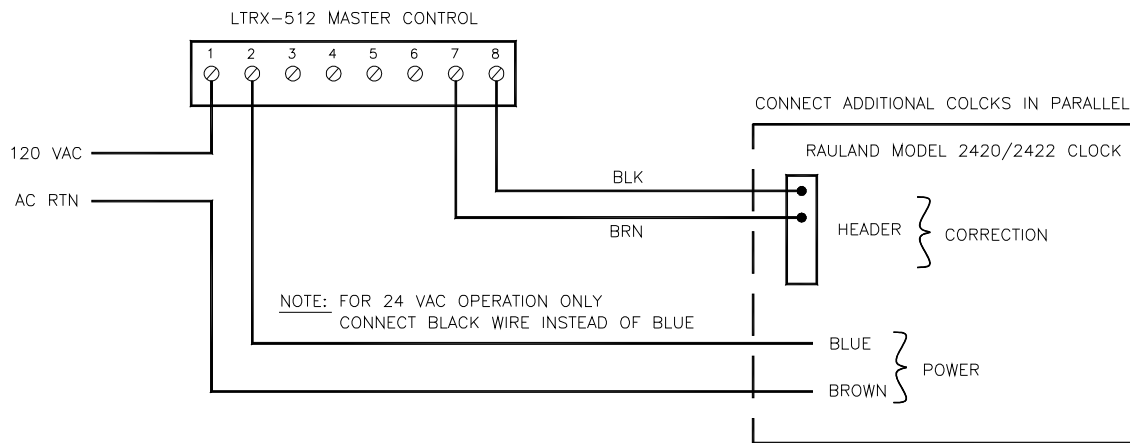 LTRX-512 MASTER CONTROL
1 2 3 4 5 6 7 8
CONNECT ADDITIONAL COLCKS IN PARALLEL
120 VAC
RAULAND MODEL 2420/2422 CLOCK
BLK
AC RTN
BRN
HEADER
CORRECTION
NOTE: FOR 24 VAC OPERATION ONLY
CONNECT BLACK WIRE INSTEAD OF BLUE
BLUE
POWER
BROWN